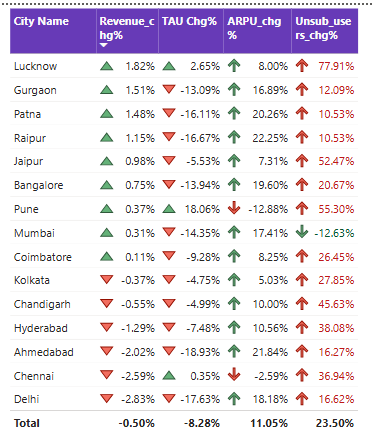 City Name Revenue_c TAU Chg% ARPU_chg Unsub_use
hg% % rs_chg%
Lucknow 1.82% 2.65% 8.00% 77.91%
Gurgaon 1.51% -13.09% 16.89% 12.09%
Patna 1.48% -16.11% 20.26% 10.53%
Raipur 1.15% -16.67% 22.25% 10.53%
Jaipur 0.98% -5.53% 7.31% 52.47%
Bangalore 0.75% -13.94% 19.60% 20.67%
Pune 0.37% 18.06% -12.88% 55.30%
Mumbai 0.31% -14.35% 17.41% -12.63%
Coimbatore 0.11% -9.28% 8.25% 26.45%
Kolkata -0.37% -4.75% 5.03% 27.85%
Chandigarh -0.55% -4.99% 10.00% 45.63%
Hyderabad -1.29% -7.48% 10.56% 38.08%
Ahmedabad -2.02% -18.93% 21.84% 16.27%
Chennai -2.59% 0.35% -2.59% 36.94%
Delhi -2.83% -17.63% 18.18% 16.62%
Total -0.50% -8.28% 11.05% 23.50%